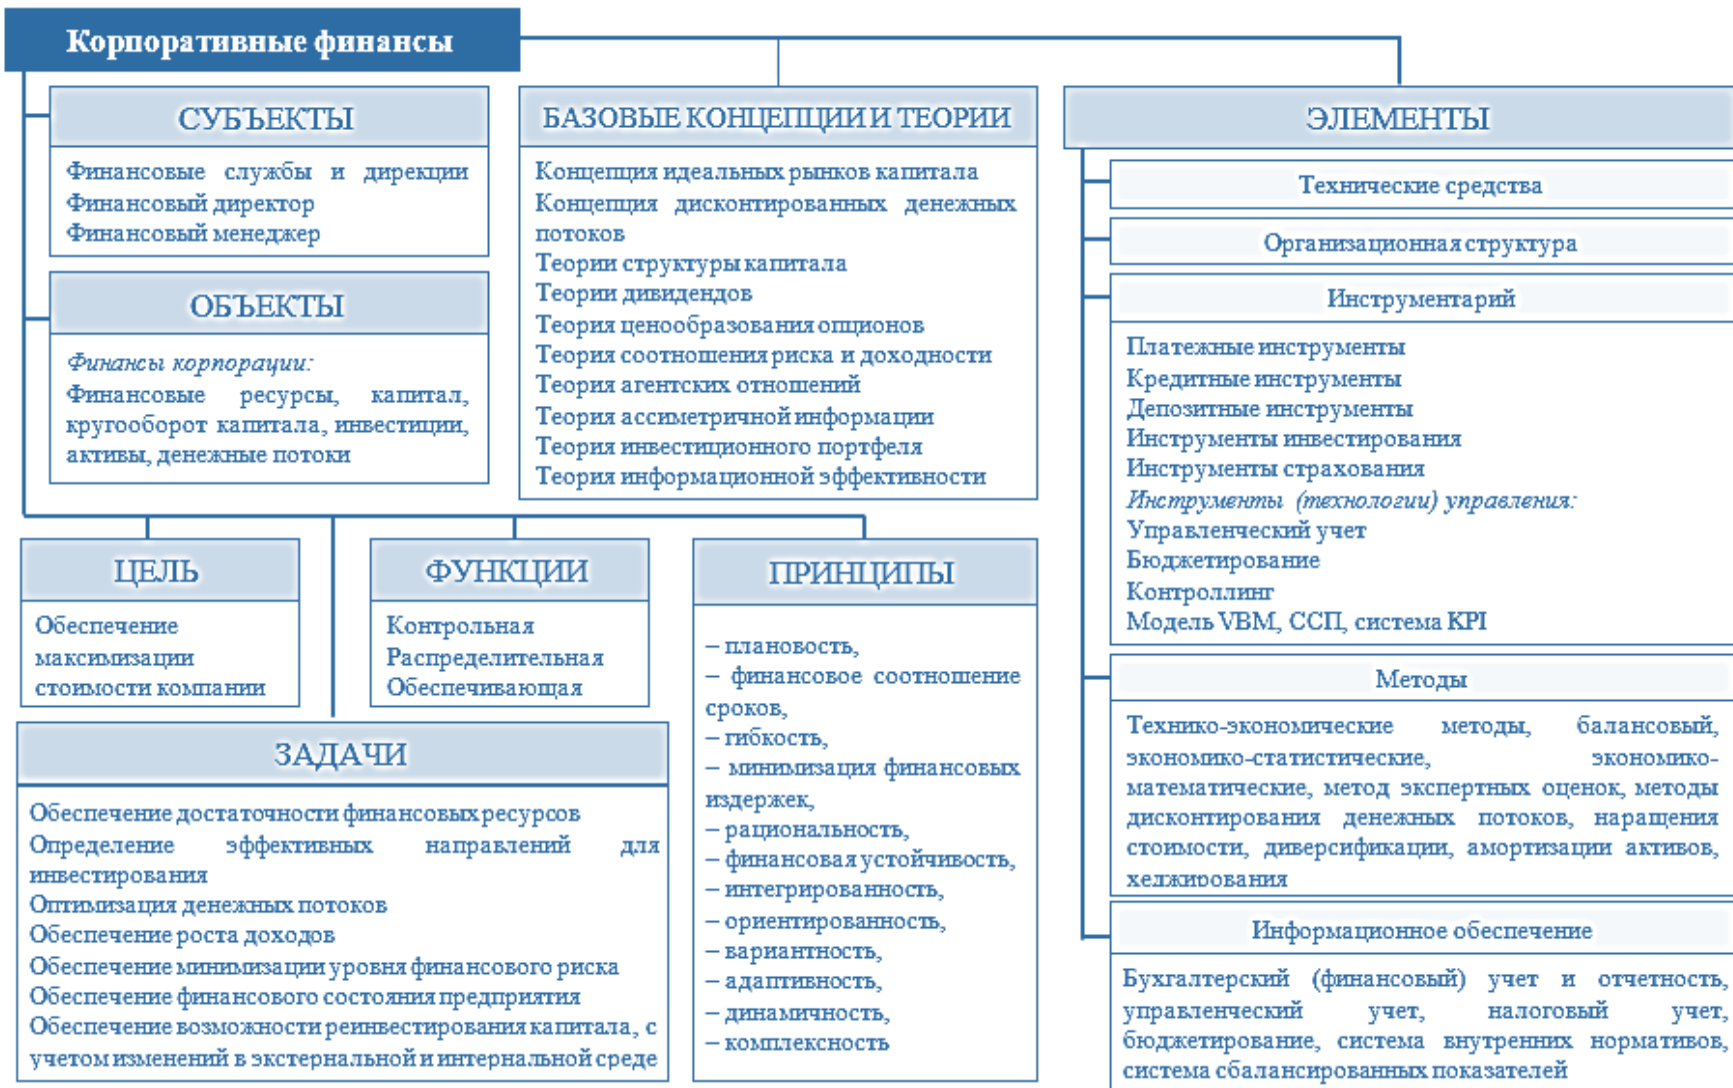 Корпоративные финансы
СУБЪЕКТЫ
Финансовые службы и дирекции
Финансовый директор
Финансовый менеджер
ОБЪЕКТЫ
Финансы корпорации:
Финансовые ресурсы, капитал,
кругооборот капитала, инвестиции,
активы, денежные потоки
БАЗОВЫЕ КОНЦЕПЦИИ И ТЕОРИИ
Концепция идеальных рынков капитала
Концепция дисконтированных денежных
потоков
Теории структуры капитала
Теории дивидендов
Теория ценообразования опционов
Теория соотношения риска и доходности
Теория агентских отношений
Теория ассиметричной информации
Теория инвестиционного портфеля
Теория информационной эффективности
ЦЕЛЬ
Обеспечение
максимизации
стоимости компании
ФУНКЦИИ
Контрольная
Распределительная
Обеспечивающая
ЗАДАЧИ
Обеспечение достаточности финансовых ресурсов
Определение эффективных направлений для
инвестирования
Оптимизация денежных потоков
Обеспечение роста доходов
Обеспечение минимизации уровня финансового риска
Обеспечение финансового состояния предприятия
Обеспечение возможности реинвестирования капитала, с
учетом изменений в экстернальной и интернальной среде
ПРИНЦИПЫ
– плановость,
– финансовое соотношение
сроков,
– гибкость,
– минимизация финансовых
издержек,
– рациональность,
– финансовая устойчивость,
– интегрированность,
– ориентированность,
– вариантность,
– адаптивность,
– динамичность,
– комплексность
ЭЛЕМЕНТЫ
Технические средства
Организационная структура
Инструментарий
Платежные инструменты
Кредитные инструменты
Депозитные инструменты
Инструменты инвестирования
Инструменты страхования
Инструменты (технологии) управления:
Управленческий учет
Бюджетирование
Контроллинг
Модель VBM, ССП, система KPI
Методы
Технико-экономические методы, балансовый,
экономико-статистические, экономико-
математические, метод экспертных оценок, методы
дисконтирования денежных потоков, наращения
стоимости, диверсификации, амортизации активов,
хеджирования
Информационное обеспечение
Бухгалтерский (финансовый) учет и отчетность,
управленческий учет, налоговый учет,
бюджетирование, система внутренних нормативов,
система сбалансированных показателей